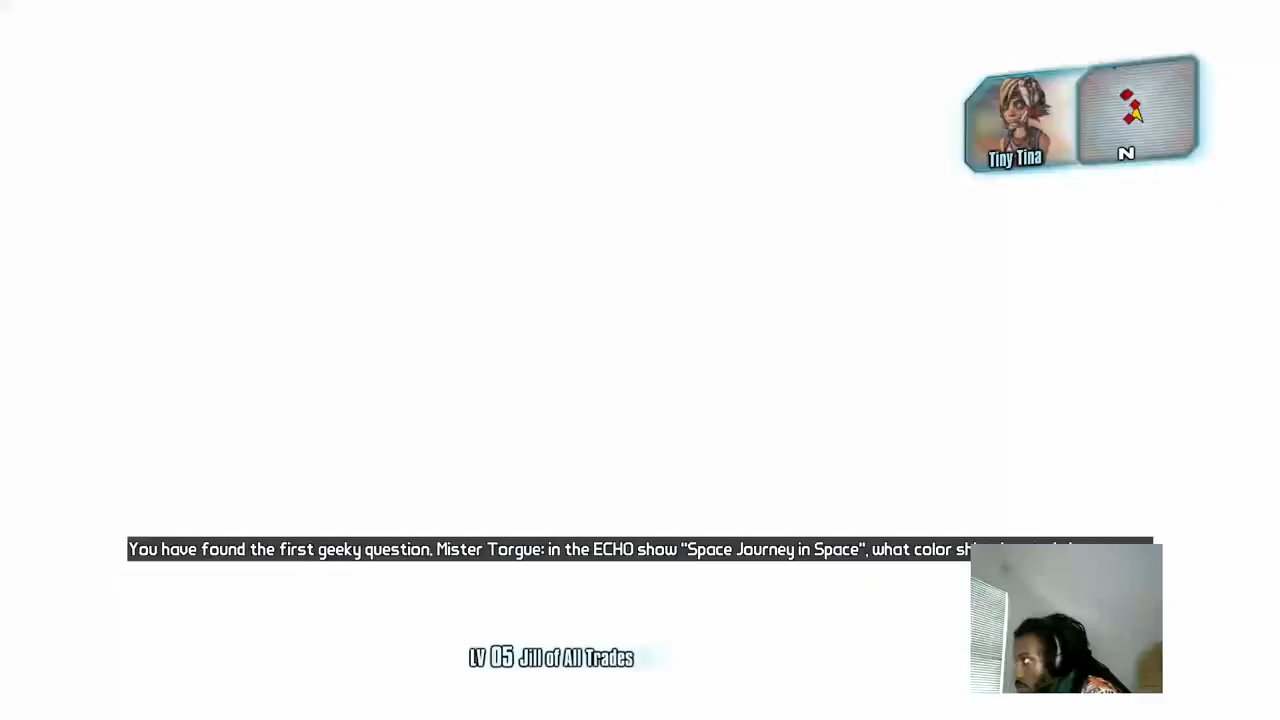 Tiny Tina
N
You have found the first geeky question, Mister Torgue: in the ECHO show "Space Journey in Space", what color
LV 05 Jill of All Trades